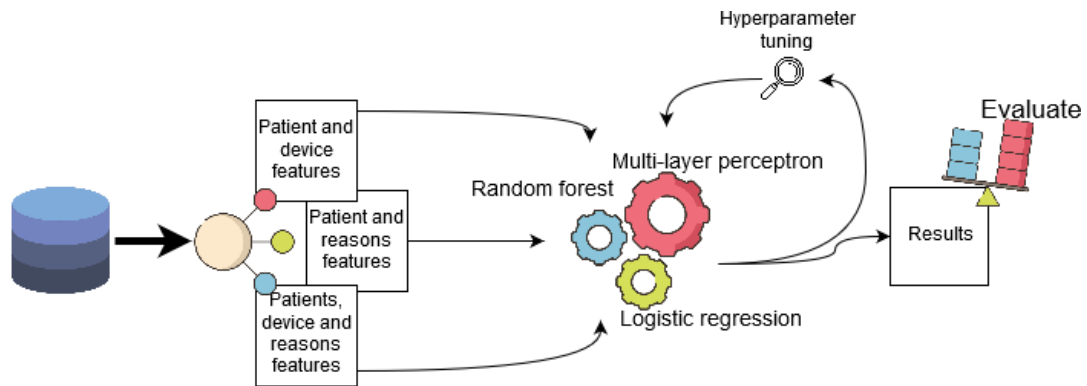 Hyperparameter
tuning
Evaluate
Patient and
device
features
Multi-layer perceptron
Random forest
Patient and
reasons
features
Results
Patients,
device and
reasons
features
Logistic regression